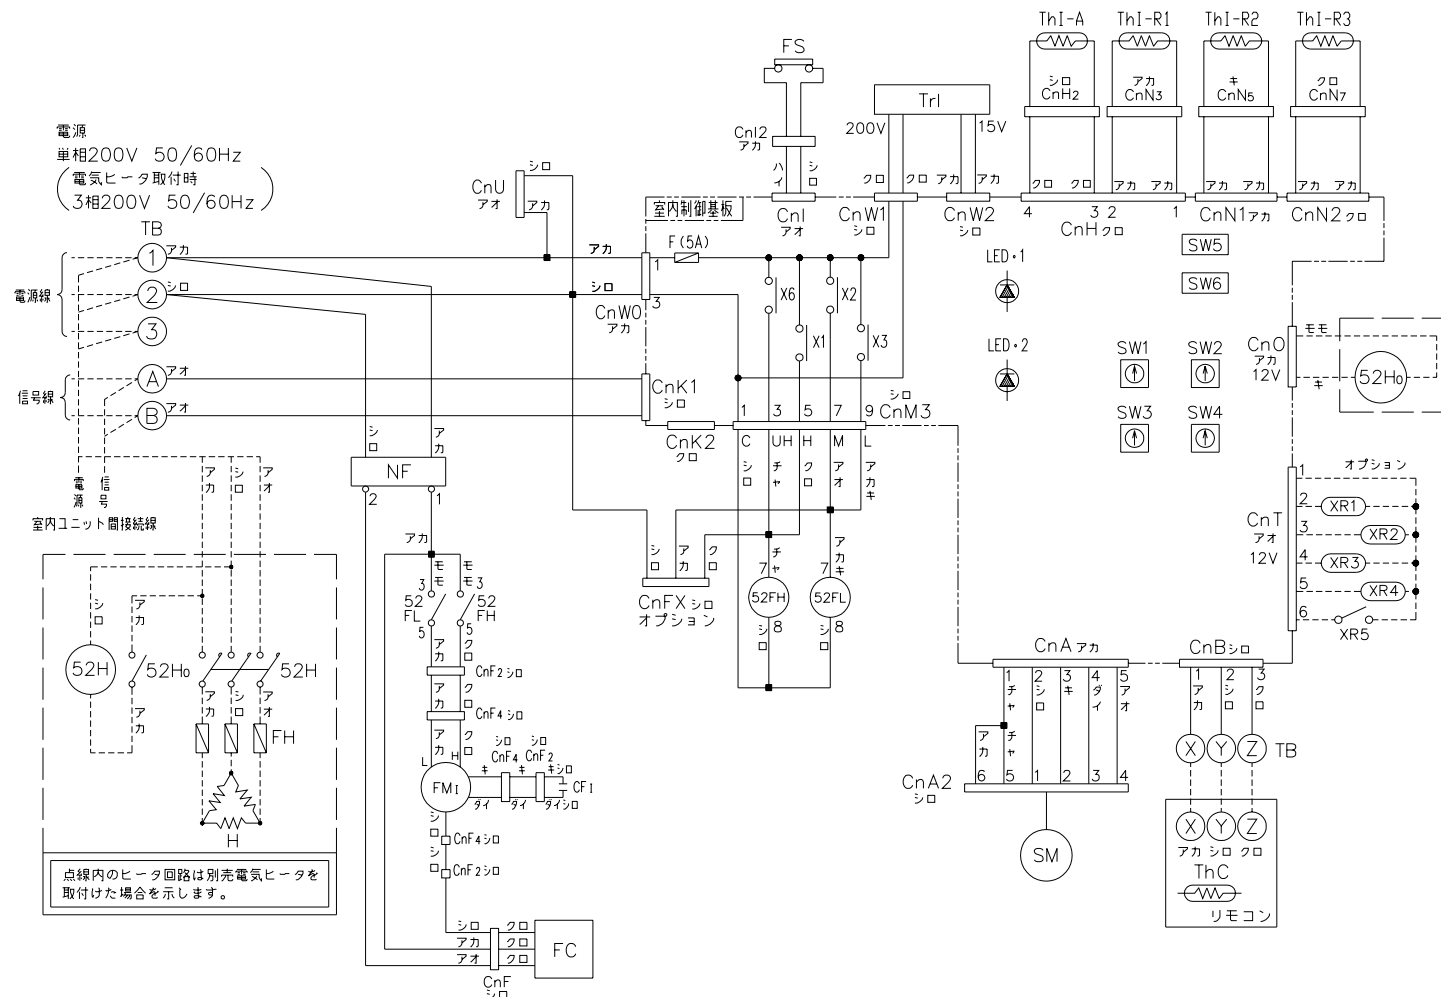 電源
単相200V 50/60Hz
(電気ヒータ取付時
3相200V 50/60Hz)
TB
1 アカ
2 シロ
3
電源線
A アオ
B アオ
信号線
電源 信号
室内ユニット間接続線
CnU
アオ
シロ
アカ
FS
CnI2
アカ
ハイ シロ
CnI
アオ
TrI
200V 15V
クロ クロ アカ アカ
CnW1
シロ
CnW2
シロ
ThI-A ThI-R1 ThI-R2 ThI-R3
シロ
CnH2
アカ
CnN3
キ
CnN5
クロ
CnN7
クロ クロ アカ アカ アカ アカ アカ アカ
4 3 2 1
CnH クロ
CnN1 アカ
CnN2 クロ
室内制御基板
アカ
F(5A)
1
シロ
3
CnW0
アカ
X6 X2
X1 X3
LED・1
LED・2
SW5
SW6
SW1 SW2
SW3 SW4
CnO
アカ
12V
モモ
キ
52Ho
CnK1
シロ
CnK2
クロ
1 3 5 7 9
シロ
CnM3
C UH H M L
シロ チャ クロ アオ アカキ
シロ アカ
NF
2 1
アカ
モモ モモ
3 3
52
FL
52
FH
5 5
アカ クロ
CnF2 シロ
アカ クロ
CnF4 シロ
アカ クロ
L H
FMI
シロ
CnF4
シロ
CnF2
キ キ キシロ
ダイ ダイ ダイシロ
CF1
シロ
CnF4 シロ
シロ
CnF2 シロ
シロ クロ
アカ クロ
アオ クロ
FC
CnF
シロ
シロ アカ クロ
CnFX シロ
オプション
チャ アカキ
7 7
52FH 52FL
8 8
シロ シロ
アカ シロ アオ
シロ アカ
52H 52Ho 52H
アカ アカ シロ アオ
FH
H
点線内のヒータ回路は別売電気ヒータを
取付けた場合を示します。
CnT
アオ
12V
オプション
1
2 XR1
3 XR2
4 XR3
5 XR4
6
XR5
CnA アカ
1 2 3 4 5
チャ シロ キ ダイ アオ
アカ チャ
6 5 1 2 3 4
CnA2
シロ
SM
CnB シロ
1 2 3
アカ シロ クロ
X Y Z TB
X Y Z
アカ シロ クロ
ThC
リモコン